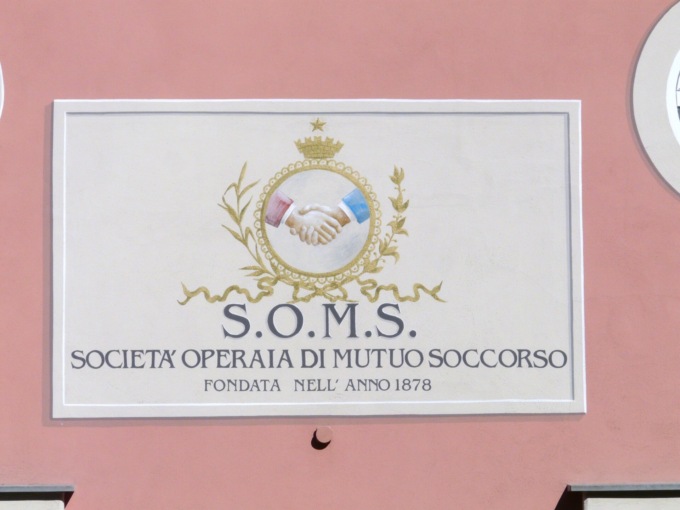 S.O.M.S.
SOCIETA' OPERAIA DI MUTUO SOCCORSO
FONDATA NELL' ANNO 1878